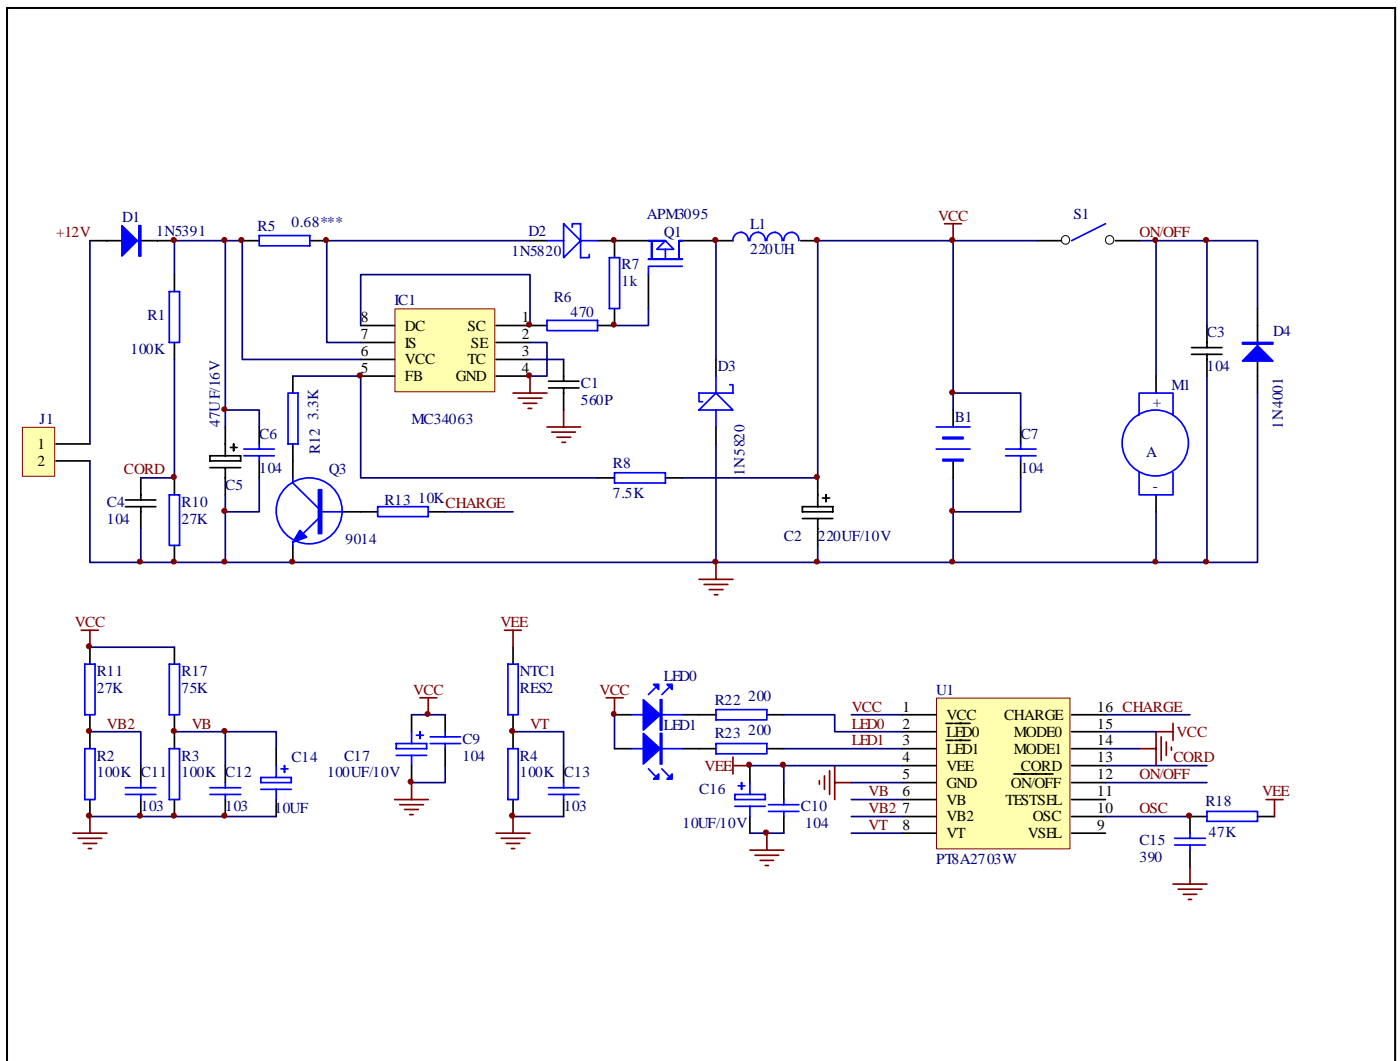 +12V
D1
1N5391
R5
0.68***
D2
1N5820
APM3095
Q1
L1
220UH
VCC
S1
ON/OFF
R1
100K
R7
1k
R6
470
IC1
8 DC SC 1
7 IS SE 2
6 VCC TC 3
5 FB GND 4
MC34063
C1
560P
C3
104
D4
1N4001
D3
1N5820
M1
+
A
-
47UF/16V
C6
104
C5
R12 3.3K
J1
1
2
B1
C7
104
CORD
C4
104
R10
27K
Q3
9014
R13 10K
CHARGE
R8
7.5K
+
C2 220UF/10V
VCC
R11
27K
R17
75K
VB2
VB
R2
100K
C11
103
R3
100K
C12
103
C14
+
10UF
VCC
C17
100UF/10V
+
C9
104
VEE
NTC1
RES2
VT
R4
100K
C13
103
VCC
LED0
LED1
R22 200
R23 200
VEE
C16
+
10UF/10V
C10
104
U1
VCC 1 VCC CHARGE 16 CHARGE
LED0 2 LED0 MODE0 15 VCC
LED1 3 LED1 MODE1 14
4 VEE CORD 13 CORD
5 GND ON/OFF 12 ON/OFF
VB 6 VB TESTSEL 11
VB2 7 VB2 OSC 10 OSC
VT 8 VT VSEL 9
PT8A2703W
R18
47K
VEE
C15
390